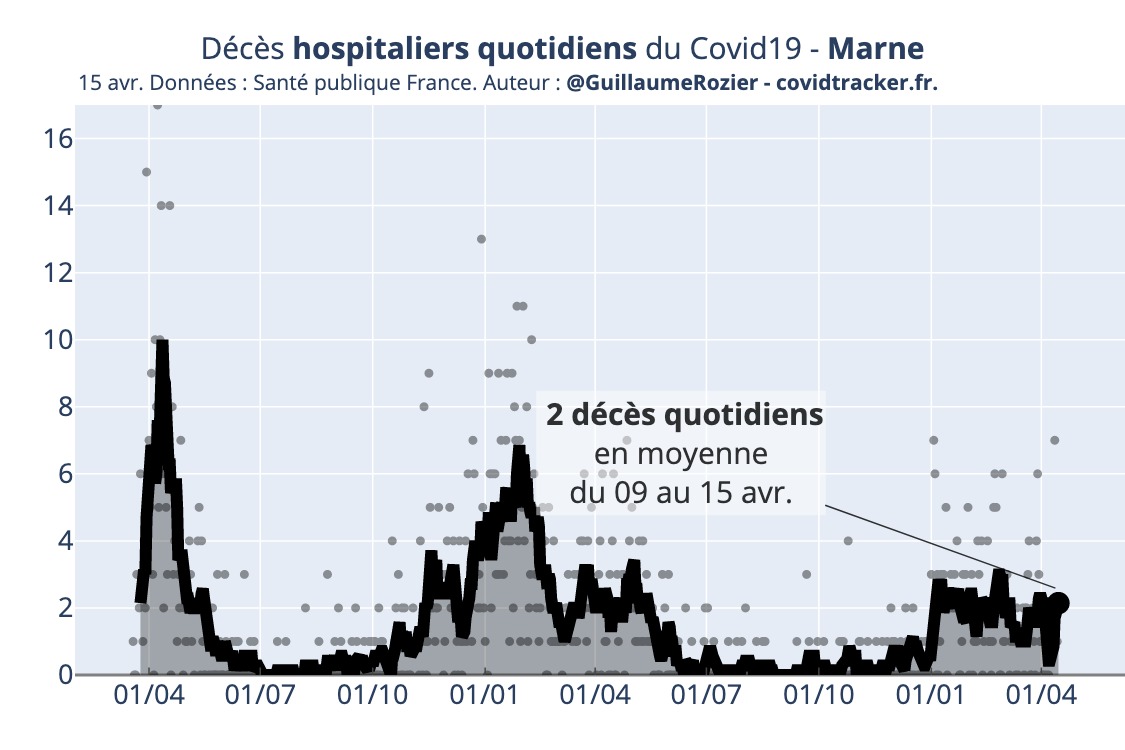 Décès hospitaliers quotidiens du Covid19 - Marne
15 avr. Données : Santé publique France. Auteur : @GuillaumeRozier - covidtracker.fr.
16
14
12
10
8
6
4
2
0
2 décès quotidiens
en moyenne
du 09 au 15 avr.
01/04 01/07 01/10 01/01 01/04 01/07 01/10 01/01 01/04